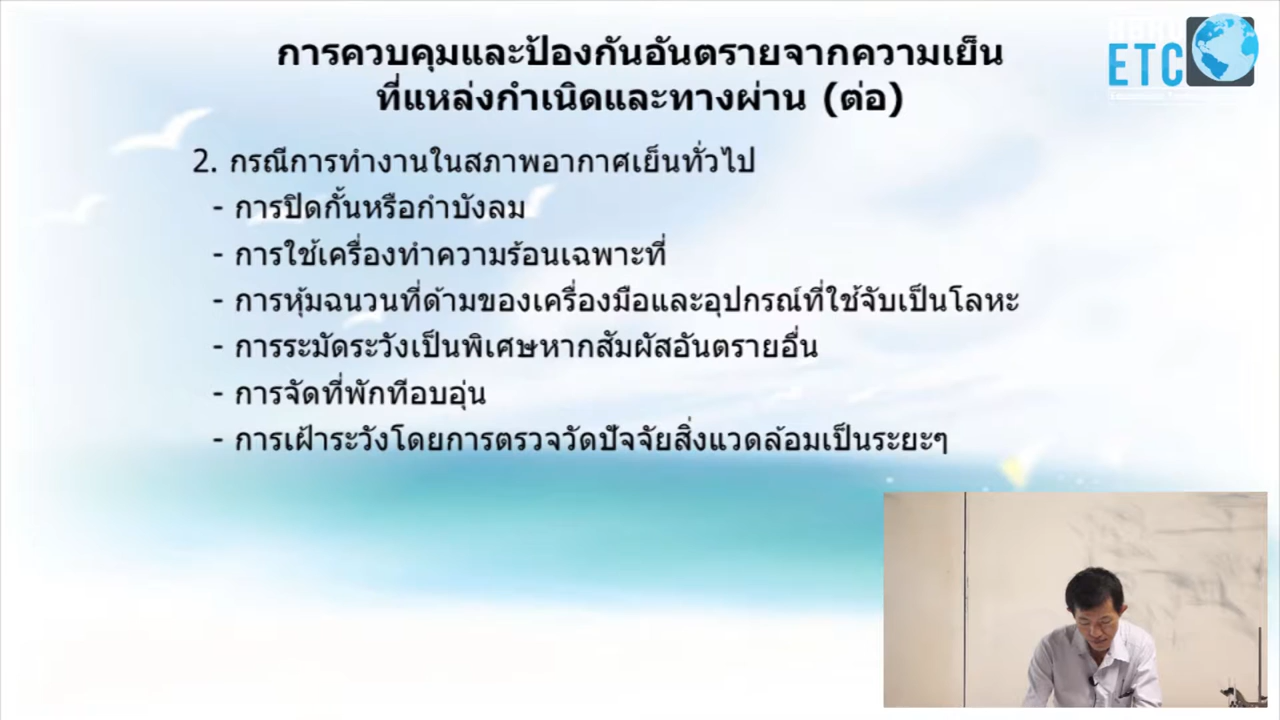 การควบคุมและป้องกันอันตรายจากความเย็น
ที่แหล่งกำเนิดและทางผ่าน (ต่อ)
2. กรณีการทำงานในสภาพอากาศเย็นทั่วไป
- การปิดกั้นหรือกำบังลม
- การใช้เครื่องทำความร้อนเฉพาะที่
- การหุ้มฉนวนที่ด้ามของเครื่องมือและอุปกรณ์ที่ใช้จับเป็นโลหะ
- การระมัดระวังเป็นพิเศษหากสัมผัสอันตรายอื่น
- การจัดที่พักทีอบอุ่น
- การเฝ้าระวังโดยการตรวจวัดปัจจัยสิ่งแวดล้อมเป็นระยะๆ
ETC